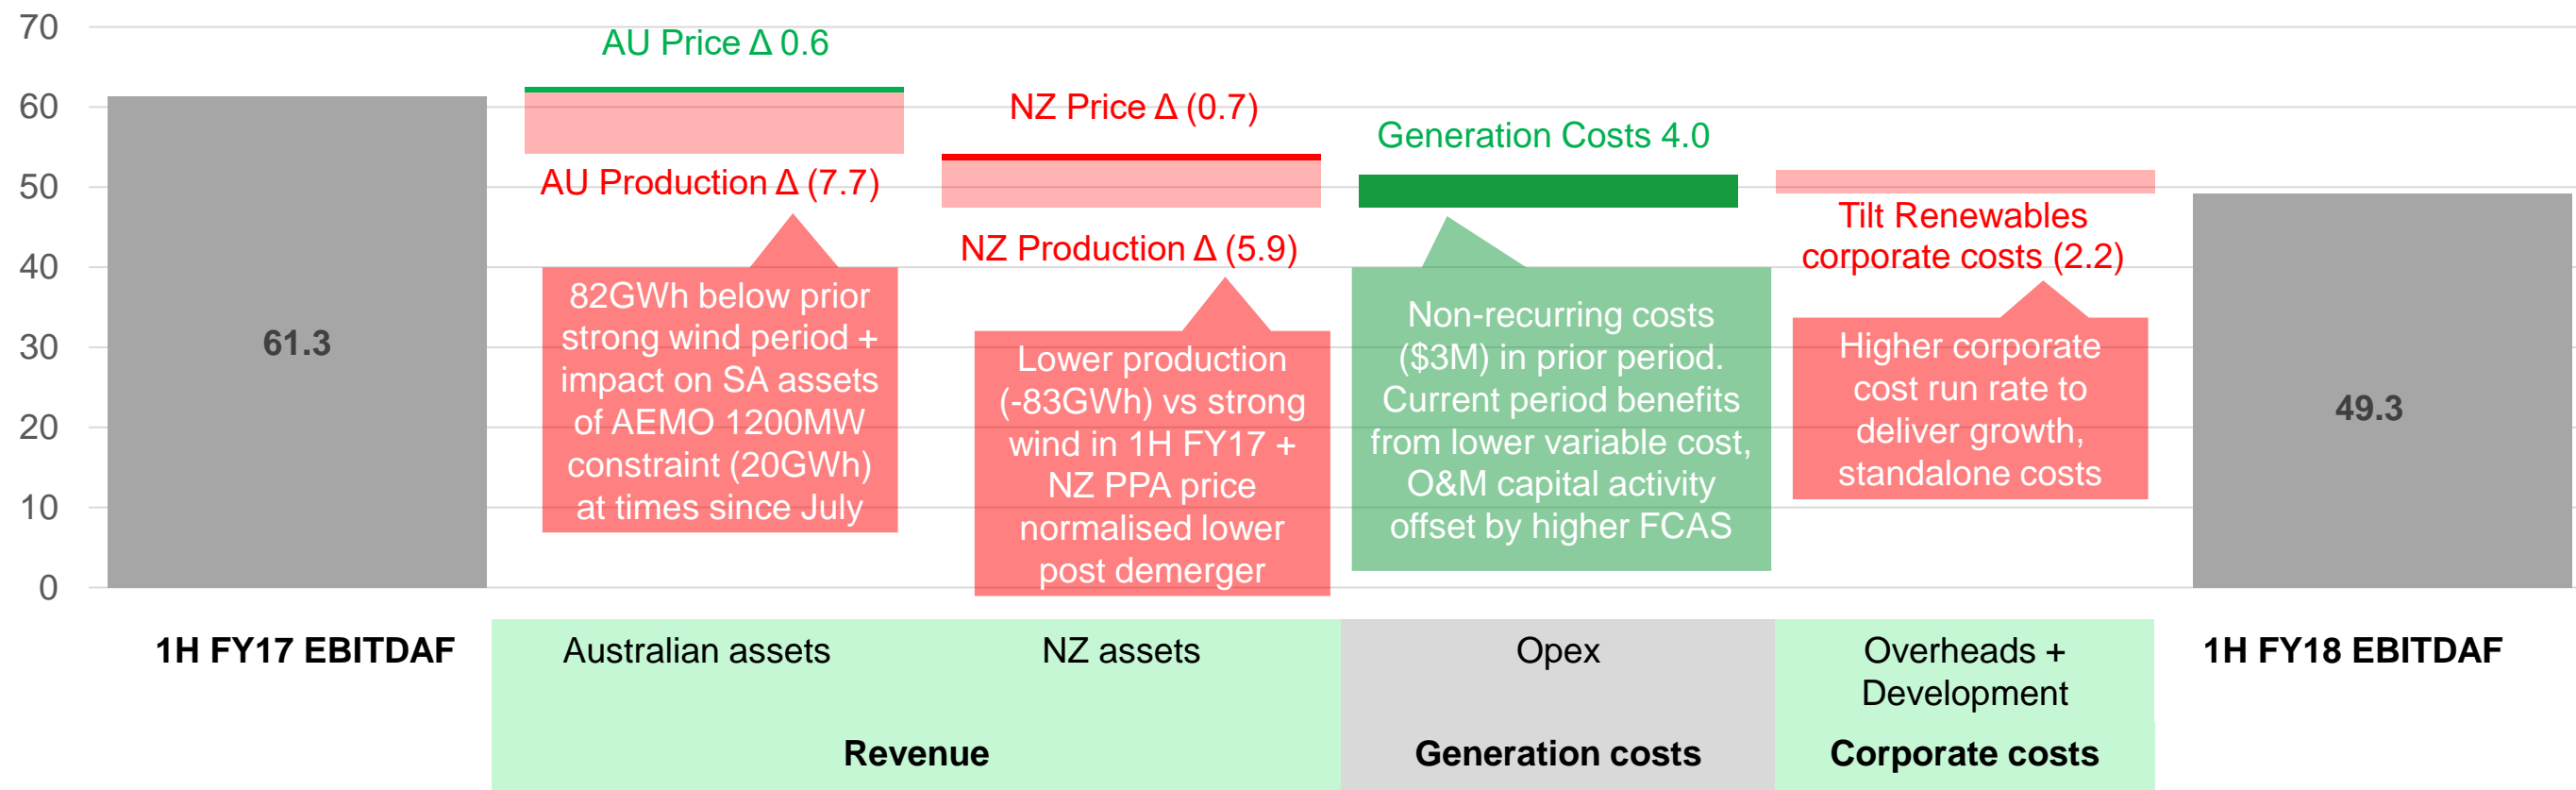 70
60
50
40
30
20
10
0
61.3
AU Price Δ 0.6
AU Production Δ (7.7)
82GWh below prior
strong wind period +
impact on SA assets
of AEMO 1200MW
constraint (20GWh)
at times since July
NZ Price Δ (0.7)
NZ Production Δ (5.9)
Lower production
(-83GWh) vs strong
wind in 1H FY17 +
NZ PPA price
normalised lower
post demerger
Generation Costs 4.0
Non-recurring costs
($3M) in prior period.
Current period benefits
from lower variable cost,
O&M capital activity
offset by higher FCAS
Tilt Renewables
corporate costs (2.2)
Higher corporate
cost run rate to
deliver growth,
standalone costs
49.3
1H FY17 EBITDAF
Australian assets
NZ assets
Opex
Overheads +
Development
1H FY18 EBITDAF
Revenue
Generation costs
Corporate costs